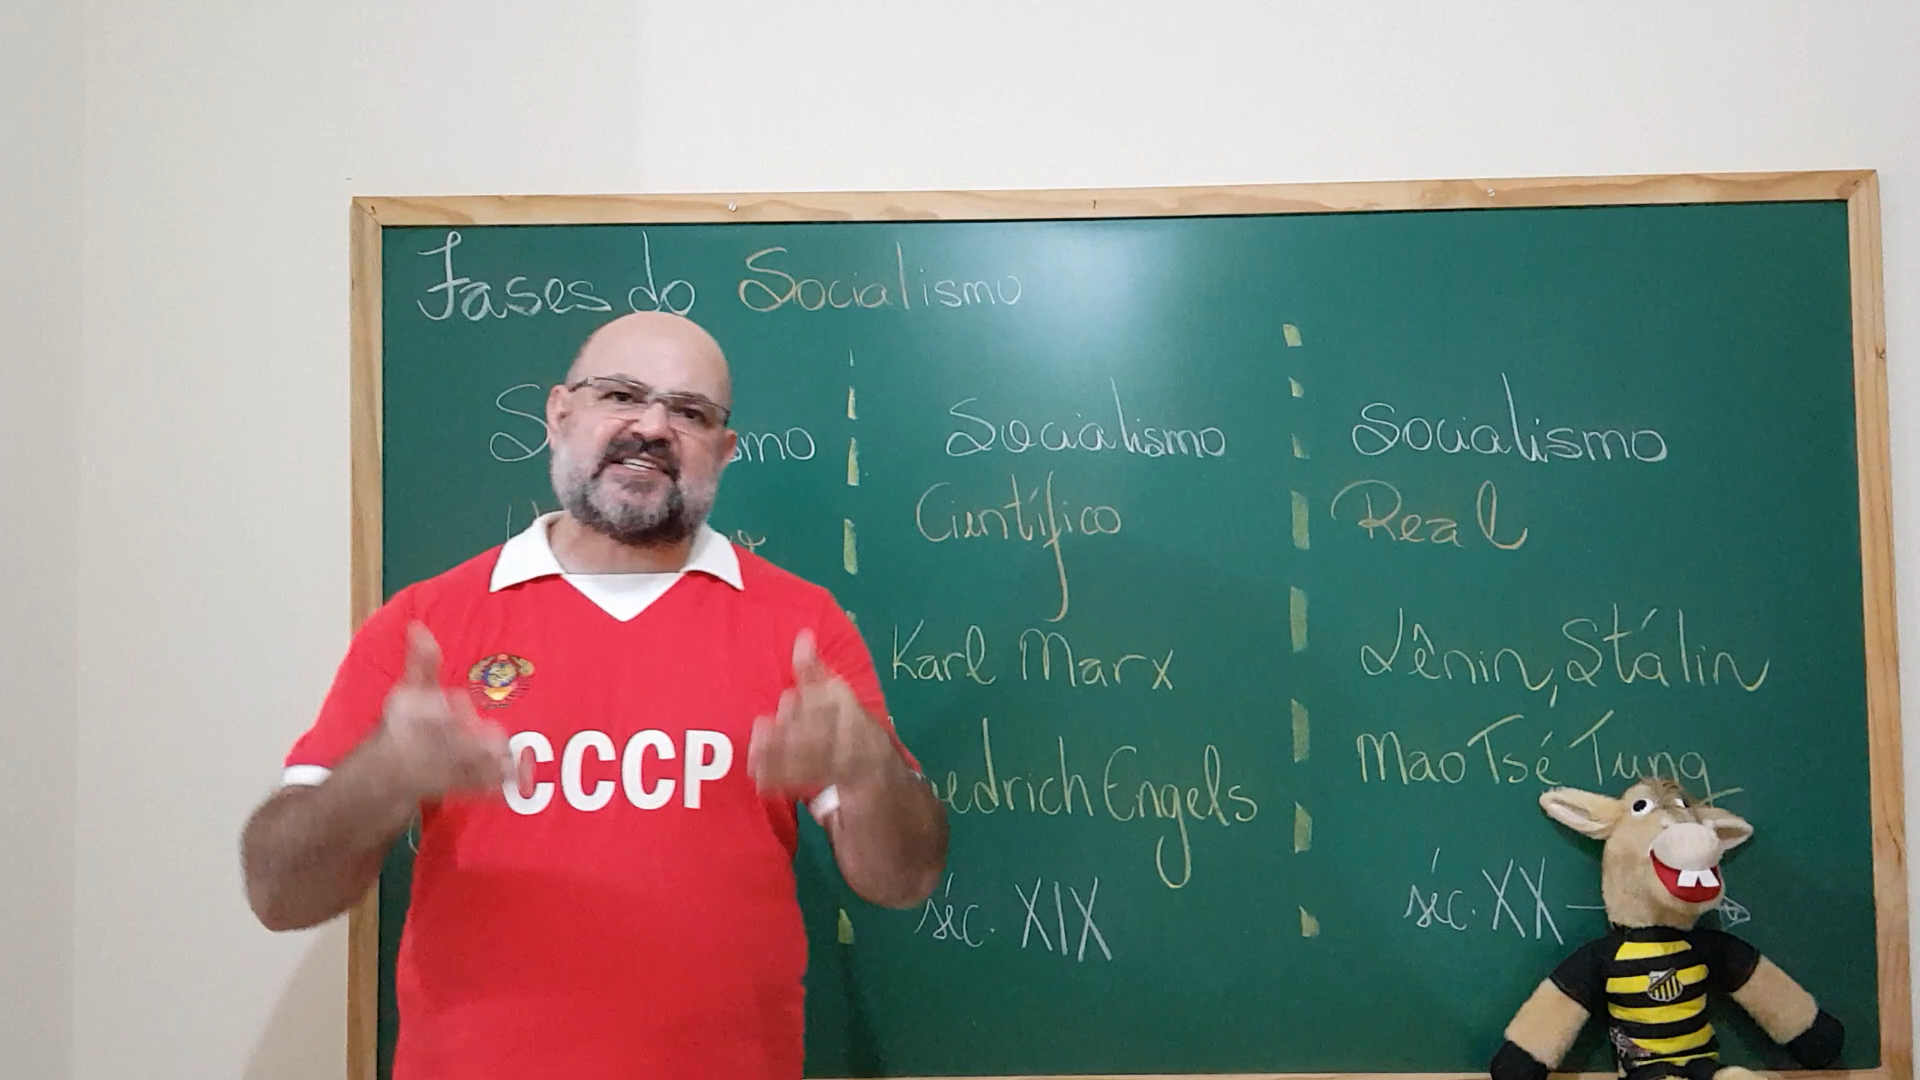 Fases do Socialismo
Socialismo
Científico
Karl Marx
Engels
séc. XIX
Socialismo
Real
Lênin, Stálin
Mao Tsé Tung
séc. XX
CCCP